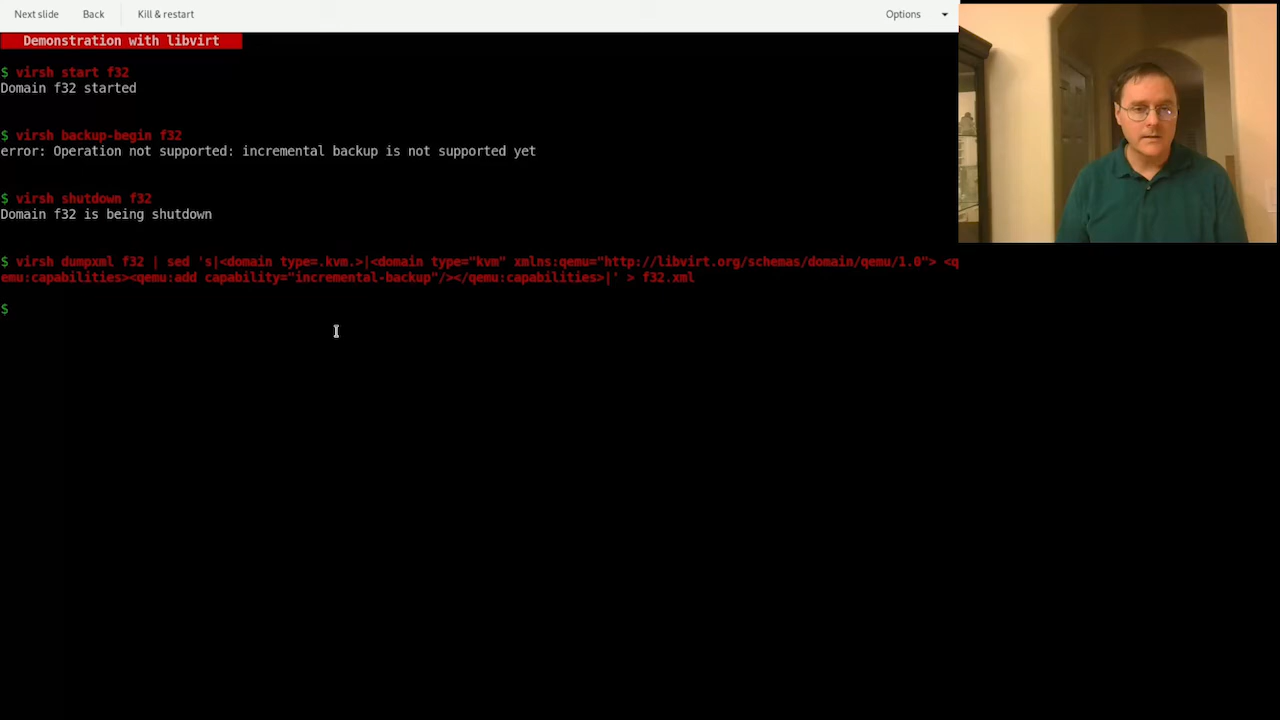 Next slide Back Kill & restart Options
Demonstration with libvirt
$ virsh start f32
Domain f32 started
$ virsh backup-begin f32
error: Operation not supported: incremental backup is not supported yet
$ virsh shutdown f32
Domain f32 is being shutdown
$ virsh dumpxml f32 | sed 's|<domain type=.kvm.>|<domain type="kvm" xmlns:qemu="http://libvirt.org/schemas/domain/qemu/1.0"> <q
emu:capabilities><qemu:add capability="incremental-backup"/></qemu:capabilities>|' > f32.xml
$